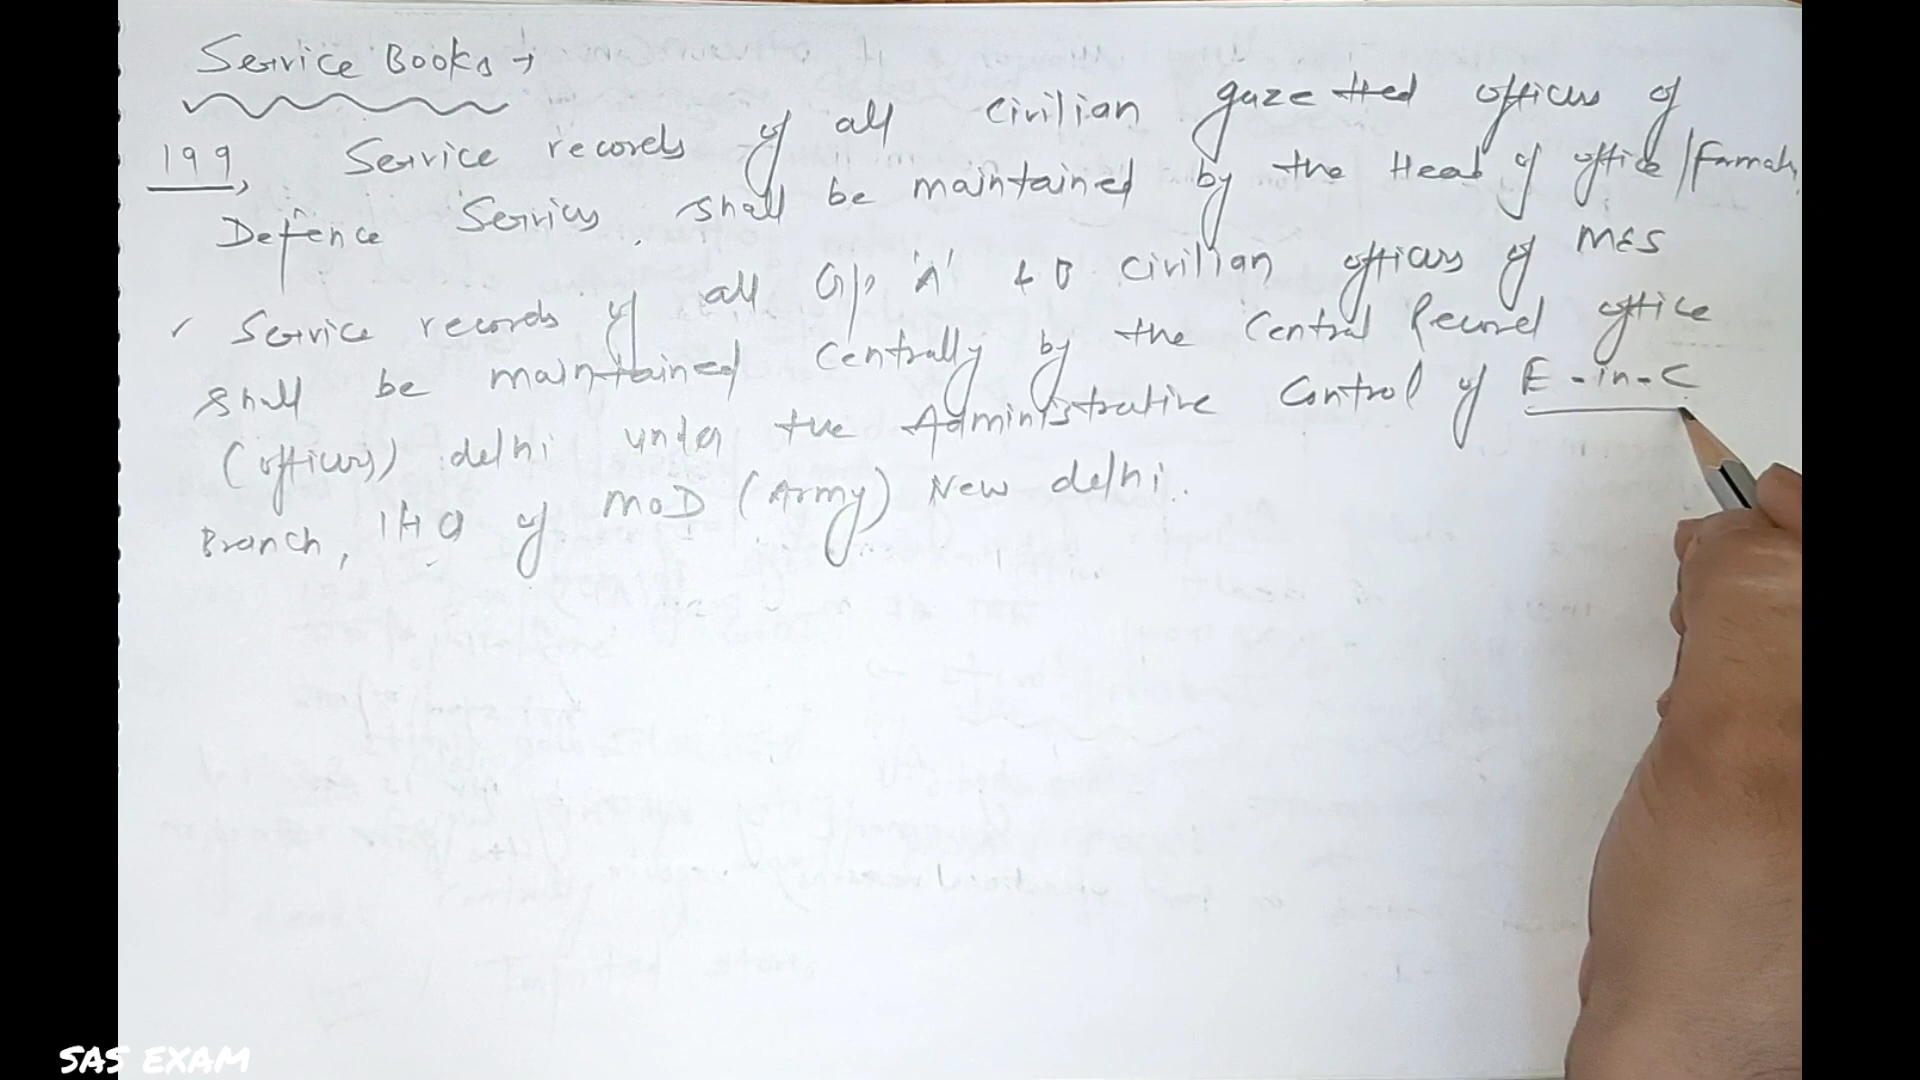 Service Books →
199, Service records of all civilian gazetted officers of
Defence Services, shall be maintained by the Head of office/Formatn,
✓ Service records of all G/p 'A' & B civilian officers of MES
shall be maintained centrally by the Central Record office
(officers) delhi under the Administrative Control of E-in-C
Branch, IHQ of MOD (Army) New delhi.
SAS EXAM